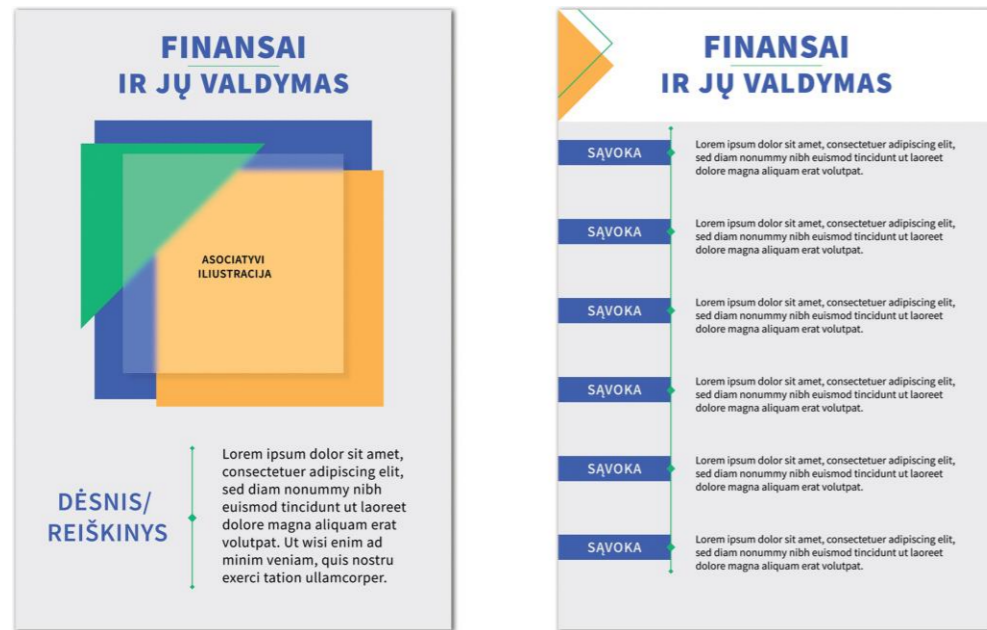 FINANSAI
IR JŲ VALDYMAS
ASOCIATYVI
ILIUSTRACIJA
DĖSNIS/
REIŠKINYS
Lorem ipsum dolor sit amet,
consectetuer adipiscing elit,
sed diam nonummy nibh
euismod tincidunt ut laoreet
dolore magna aliquam erat
volutpat. Ut wisi enim ad
minim veniam, quis nostru
exerci tation ullamcorper.
FINANSAI
IR JŲ VALDYMAS
SĄVOKA
Lorem ipsum dolor sit amet, consectetuer adipiscing elit,
sed diam nonummy nibh euismod tincidunt ut laoreet
dolore magna aliquam erat volutpat.
SĄVOKA
Lorem ipsum dolor sit amet, consectetuer adipiscing elit,
sed diam nonummy nibh euismod tincidunt ut laoreet
dolore magna aliquam erat volutpat.
SĄVOKA
Lorem ipsum dolor sit amet, consectetuer adipiscing elit,
sed diam nonummy nibh euismod tincidunt ut laoreet
dolore magna aliquam erat volutpat.
SĄVOKA
Lorem ipsum dolor sit amet, consectetuer adipiscing elit,
sed diam nonummy nibh euismod tincidunt ut laoreet
dolore magna aliquam erat volutpat.
SĄVOKA
Lorem ipsum dolor sit amet, consectetuer adipiscing elit,
sed diam nonummy nibh euismod tincidunt ut laoreet
dolore magna aliquam erat volutpat.
SĄVOKA
Lorem ipsum dolor sit amet, consectetuer adipiscing elit,
sed diam nonummy nibh euismod tincidunt ut laoreet
dolore magna aliquam erat volutpat.